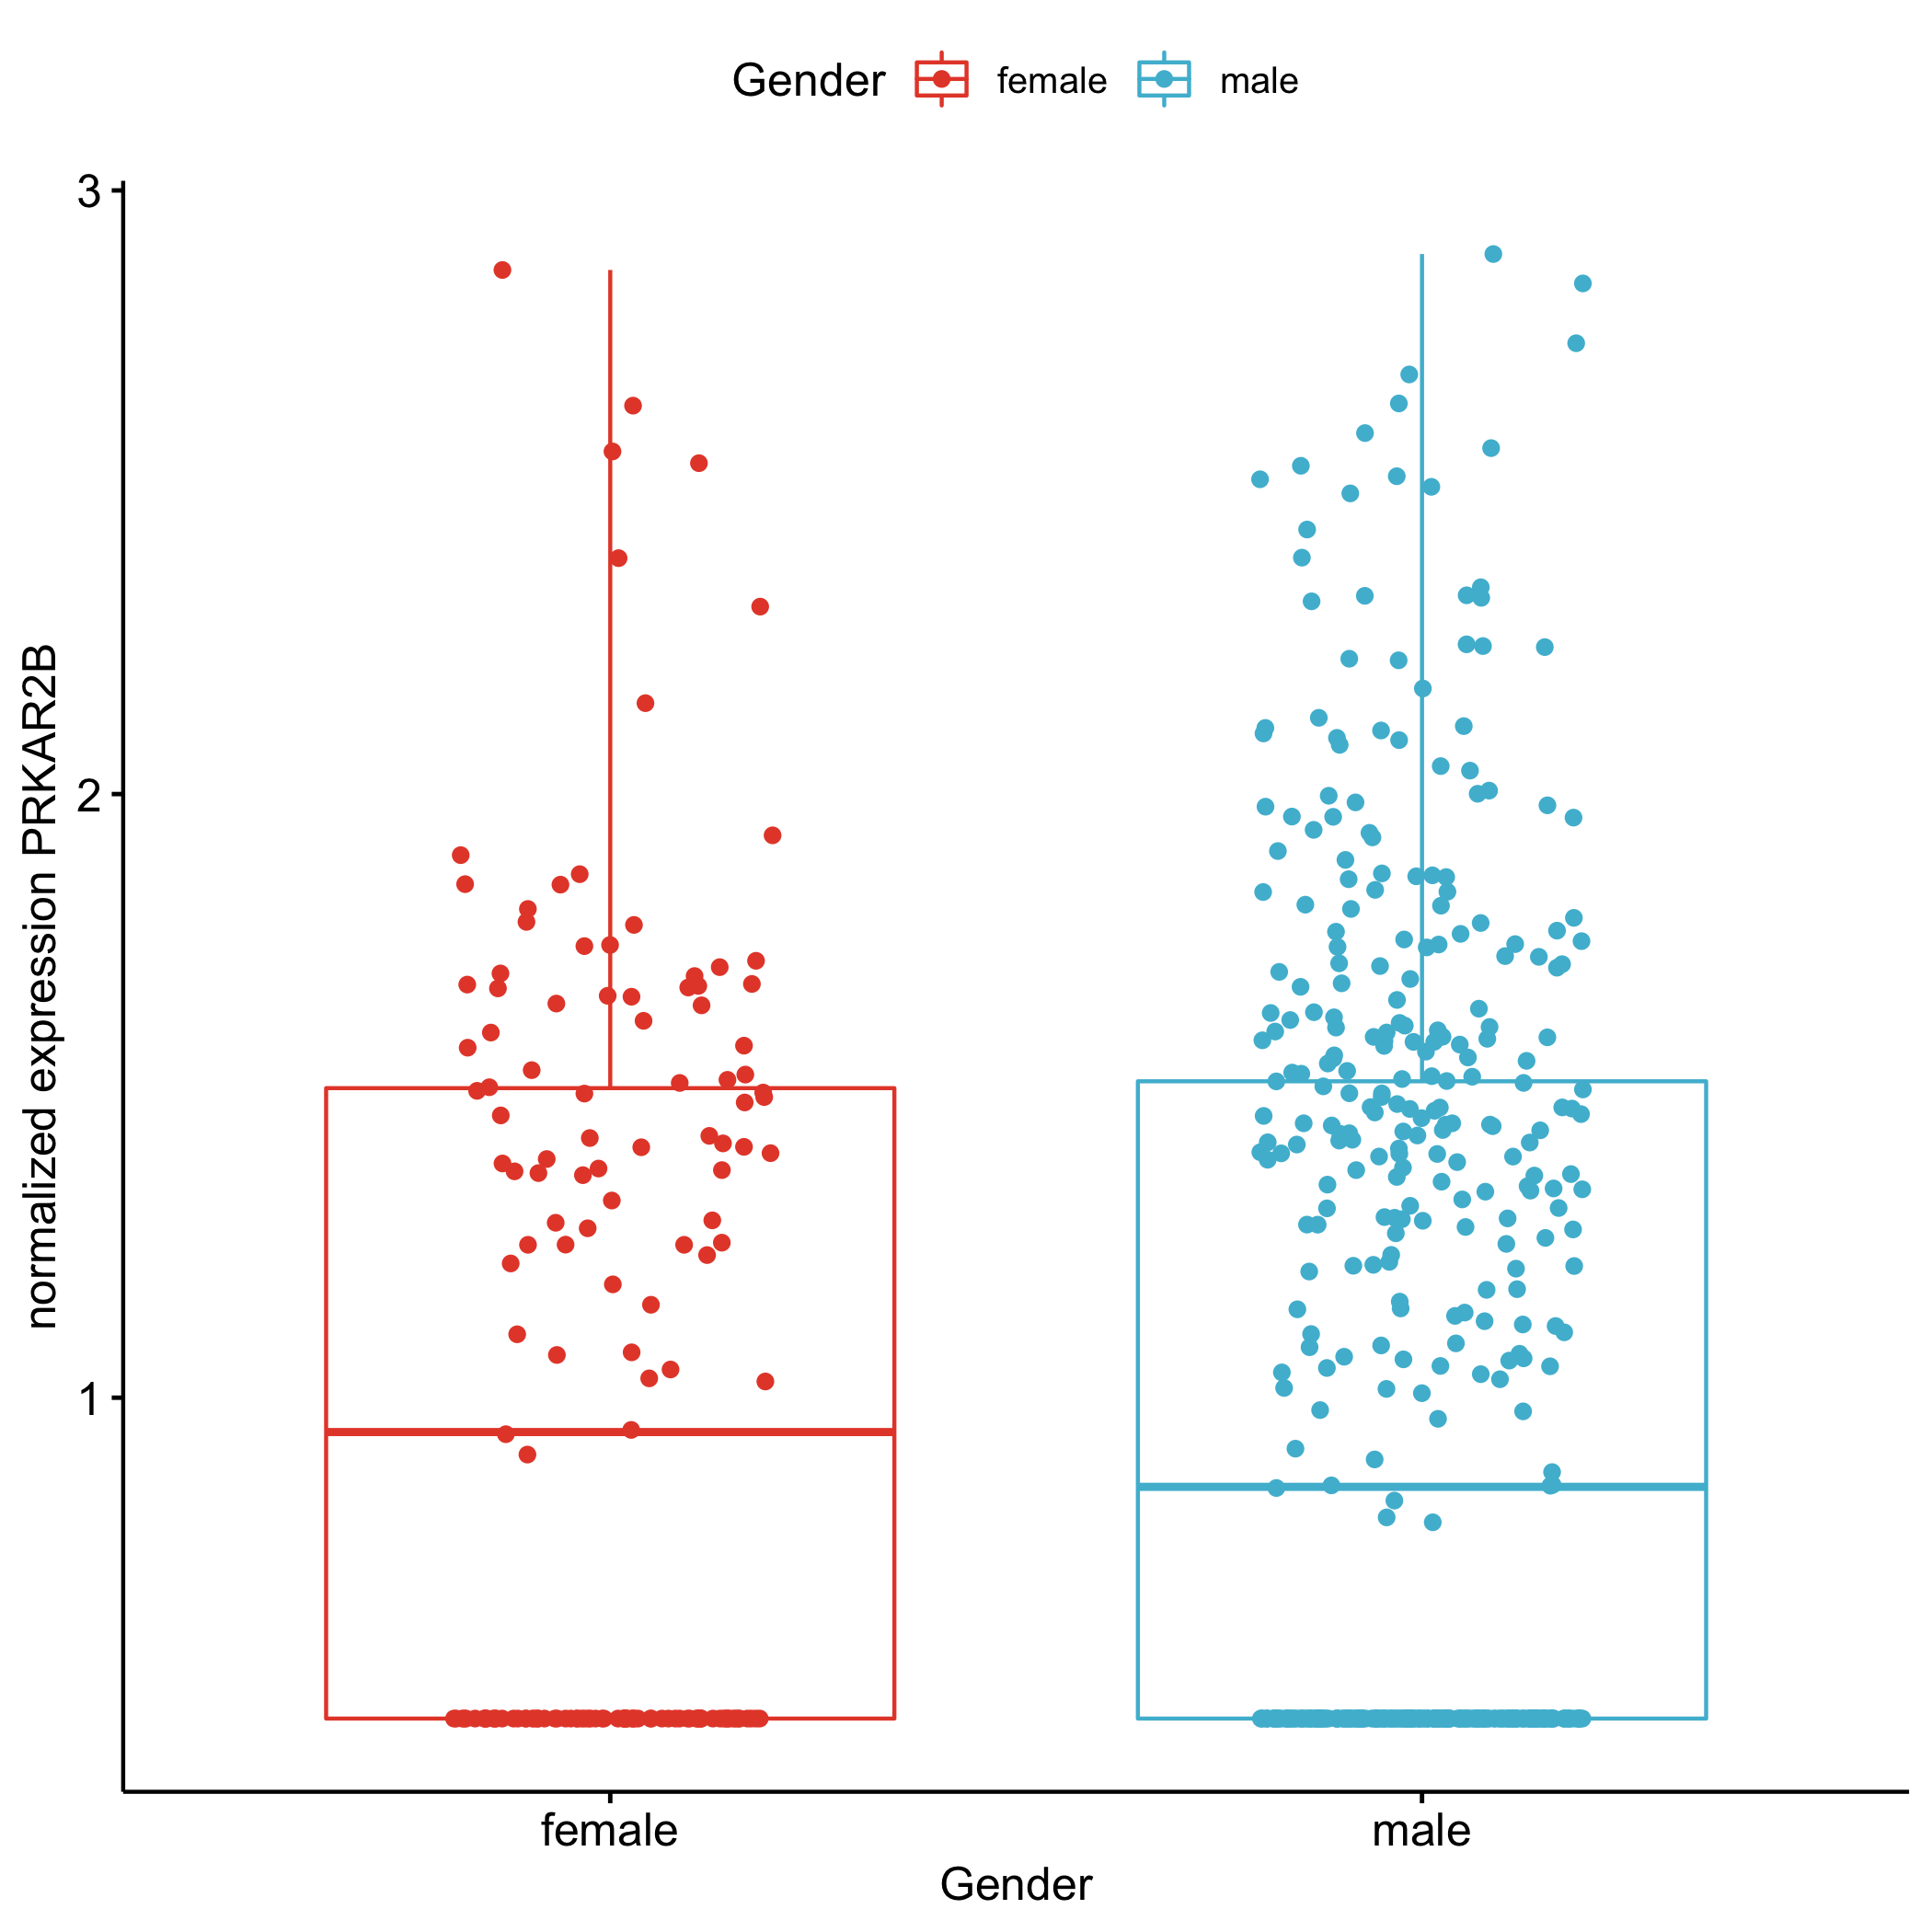 Gender female male
3
2
1
normalized expression PRKAR2B
female male
Gender